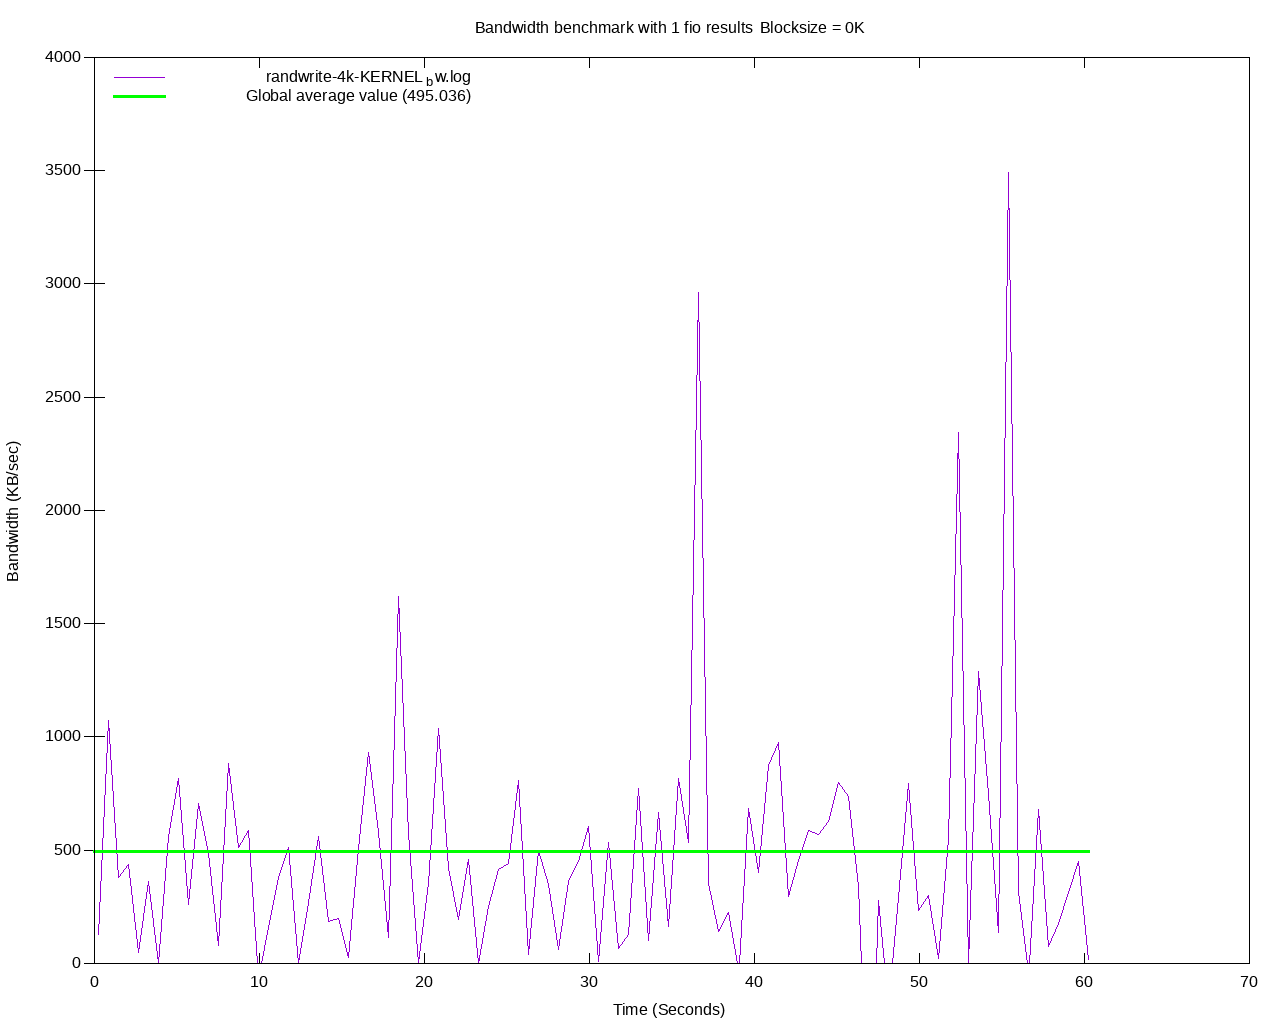 Bandwidth benchmark with 1 fio results Blocksize = 0K
4000
3500
3000
2500
2000
1500
1000
500
0
randwrite-4k-KERNEL_bw.log
Global average value (495.036)
Bandwidth (KB/sec)
0 10 20 30 40 50 60 70
Time (Seconds)